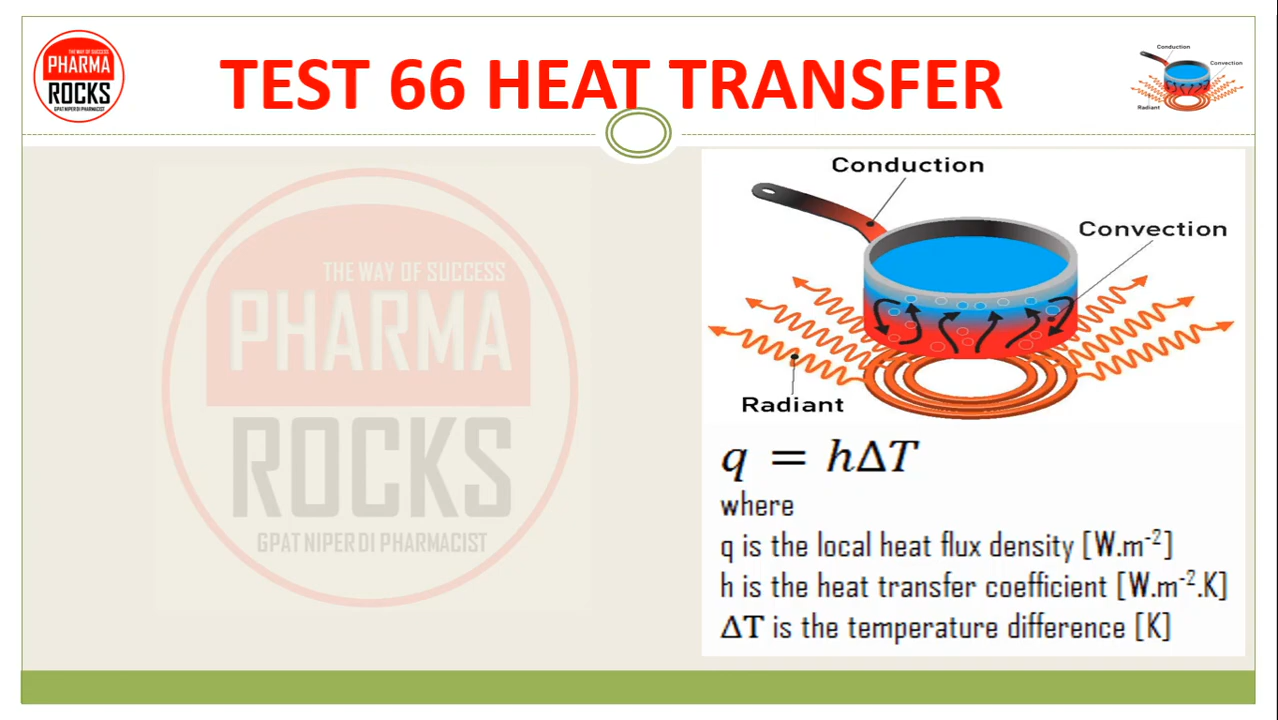 THE WAY OF SUCCESS
PHARMA
ROCKS
GPAT NIPER DI PHARMACIST
TEST 66 HEAT TRANSFER
Conduction
Convection
Radiant
THE WAY OF SUCCESS
PHARMA
ROCKS
GPAT NIPER DI PHARMACIST
Conduction
Convection
Radiant
q = hΔT
where
q is the local heat flux density [W.m⁻²]
h is the heat transfer coefficient [W.m⁻².K]
ΔT is the temperature difference [K]